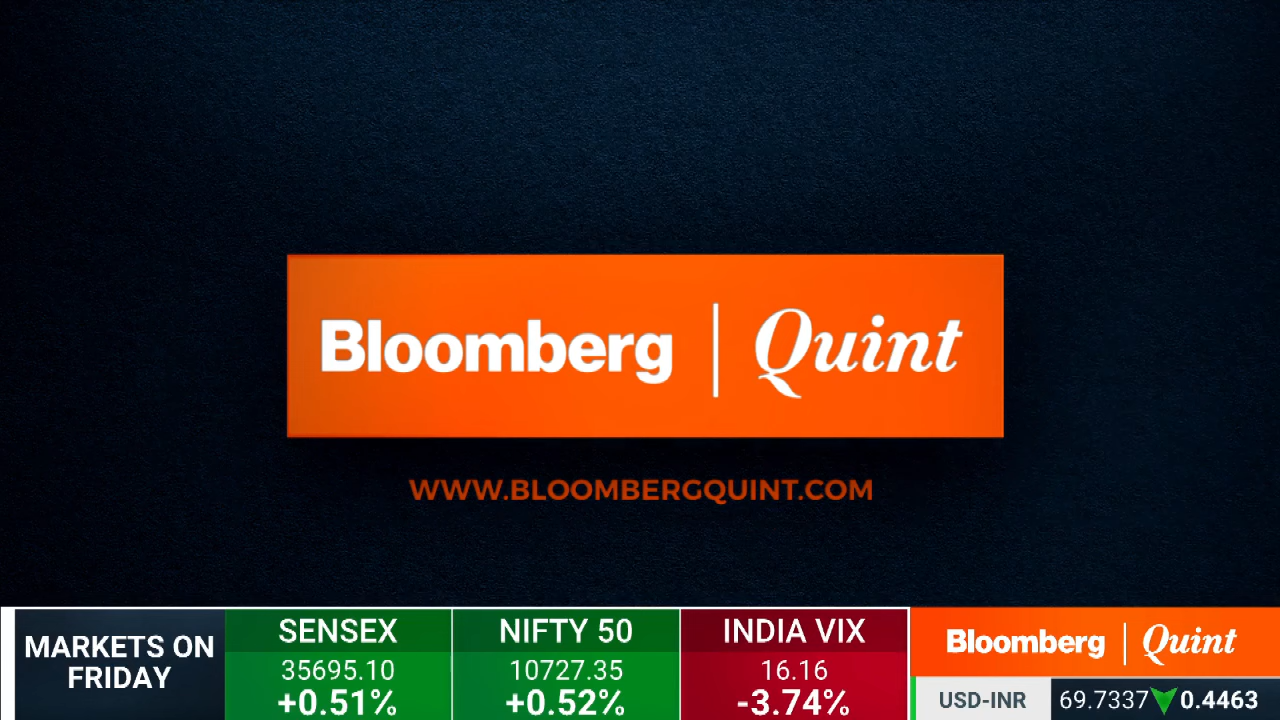 Bloomberg | Quint
WWW.BLOOMBERGQUINT.COM
MARKETS ON
FRIDAY
SENSEX
35695.10
+0.51%
NIFTY 50
10727.35
+0.52%
INDIA VIX
16.16
-3.74%
Bloomberg | Quint
USD-INR 69.7337 0.4463